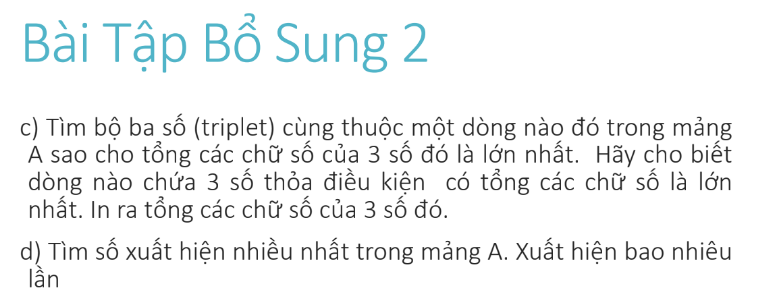 Bài Tập Bổ Sung 2
c) Tìm bộ ba số (triplet) cùng thuộc một dòng nào đó trong mảng
A sao cho tổng các chữ số của 3 số đó là lớn nhất. Hãy cho biết
dòng nào chứa 3 số thỏa điều kiện có tổng các chữ số là lớn
nhất. In ra tổng các chữ số của 3 số đó.
d) Tìm số xuất hiện nhiều nhất trong mảng A. Xuất hiện bao nhiêu
lần